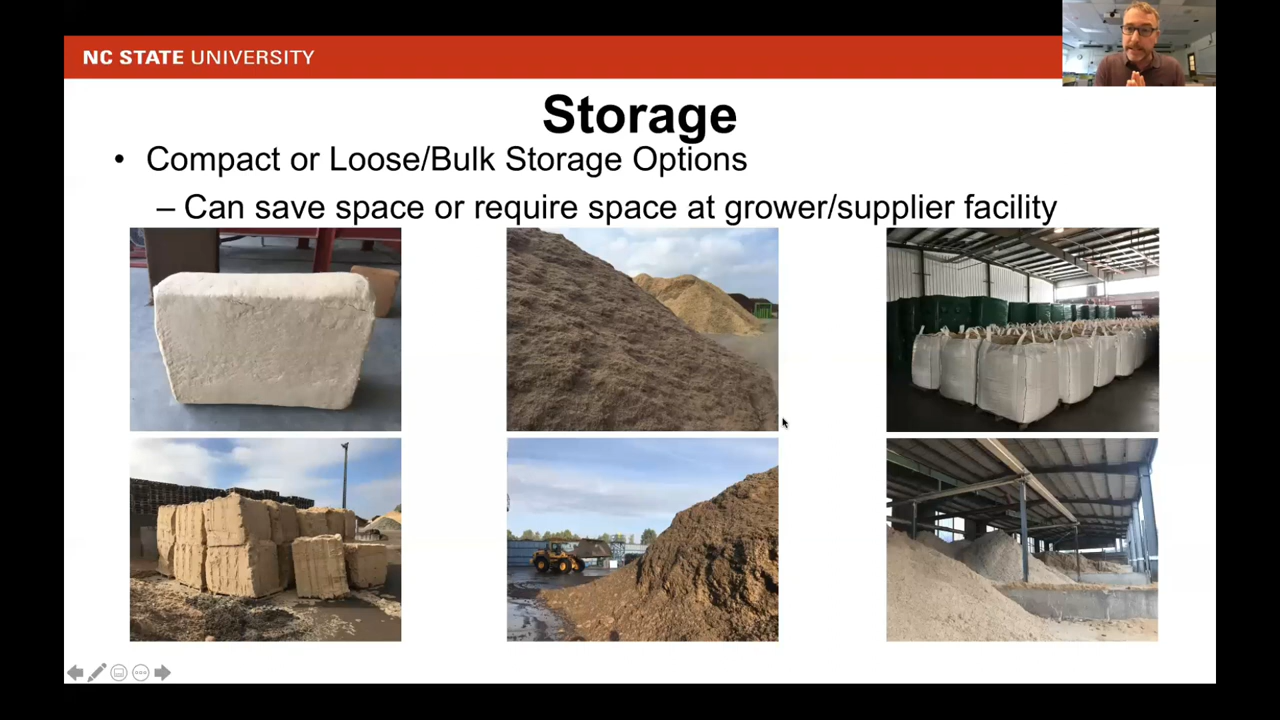 NC STATE UNIVERSITY
Storage
• Compact or Loose/Bulk Storage Options
– Can save space or require space at grower/supplier facility